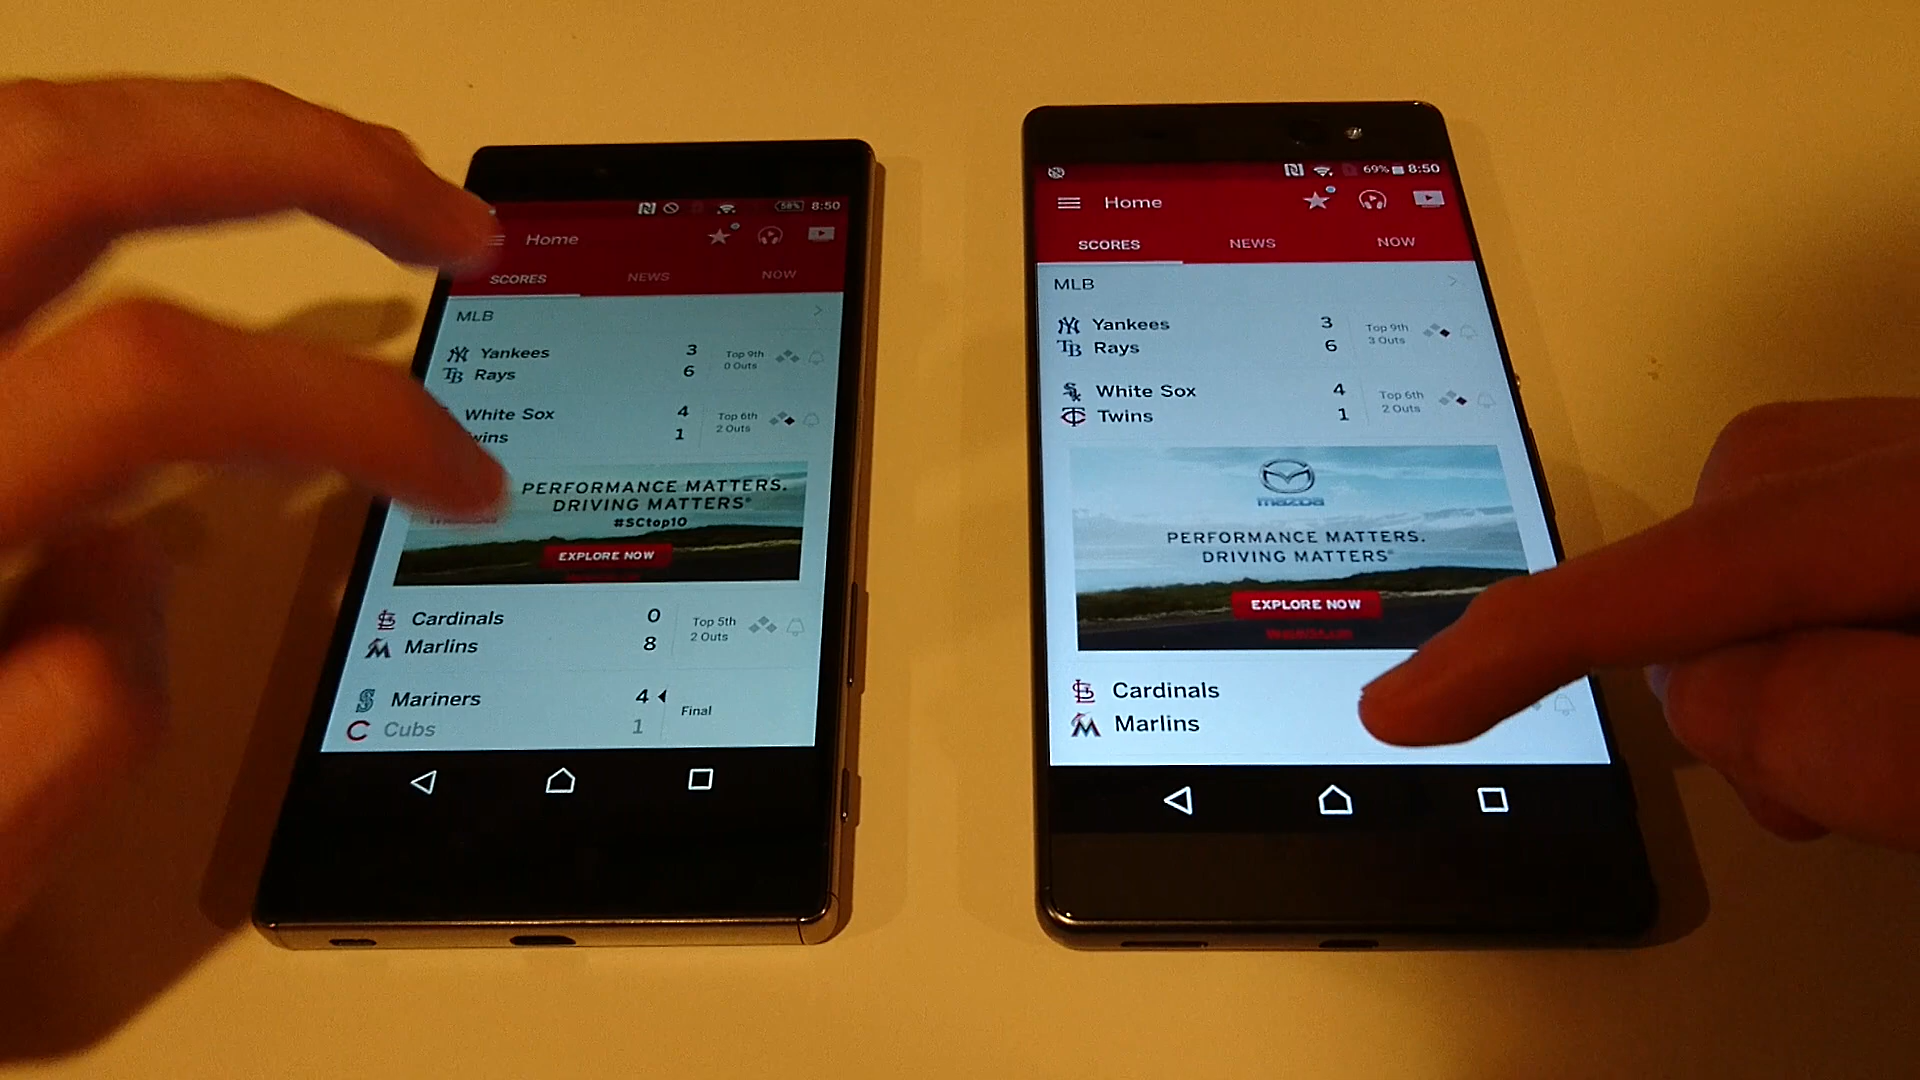 58% 8:50
Home
SCORES NEWS NOW
MLB
Yankees 3 Top 9th
Rays 6 0 Outs
White Sox 4 Top 6th
wins 1 2 Outs
PERFORMANCE MATTERS.
DRIVING MATTERS®
#SCtop10
EXPLORE NOW
Cardinals 0 Top 5th
Marlins 8 2 Outs
Mariners 4 Final
Cubs 1
69% 8:50
Home
SCORES NEWS NOW
MLB
Yankees 3 Top 9th
Rays 6 3 Outs
White Sox 4 Top 6th
Twins 1 2 Outs
mazda
PERFORMANCE MATTERS.
DRIVING MATTERS®
EXPLORE NOW
Cardinals
Marlins